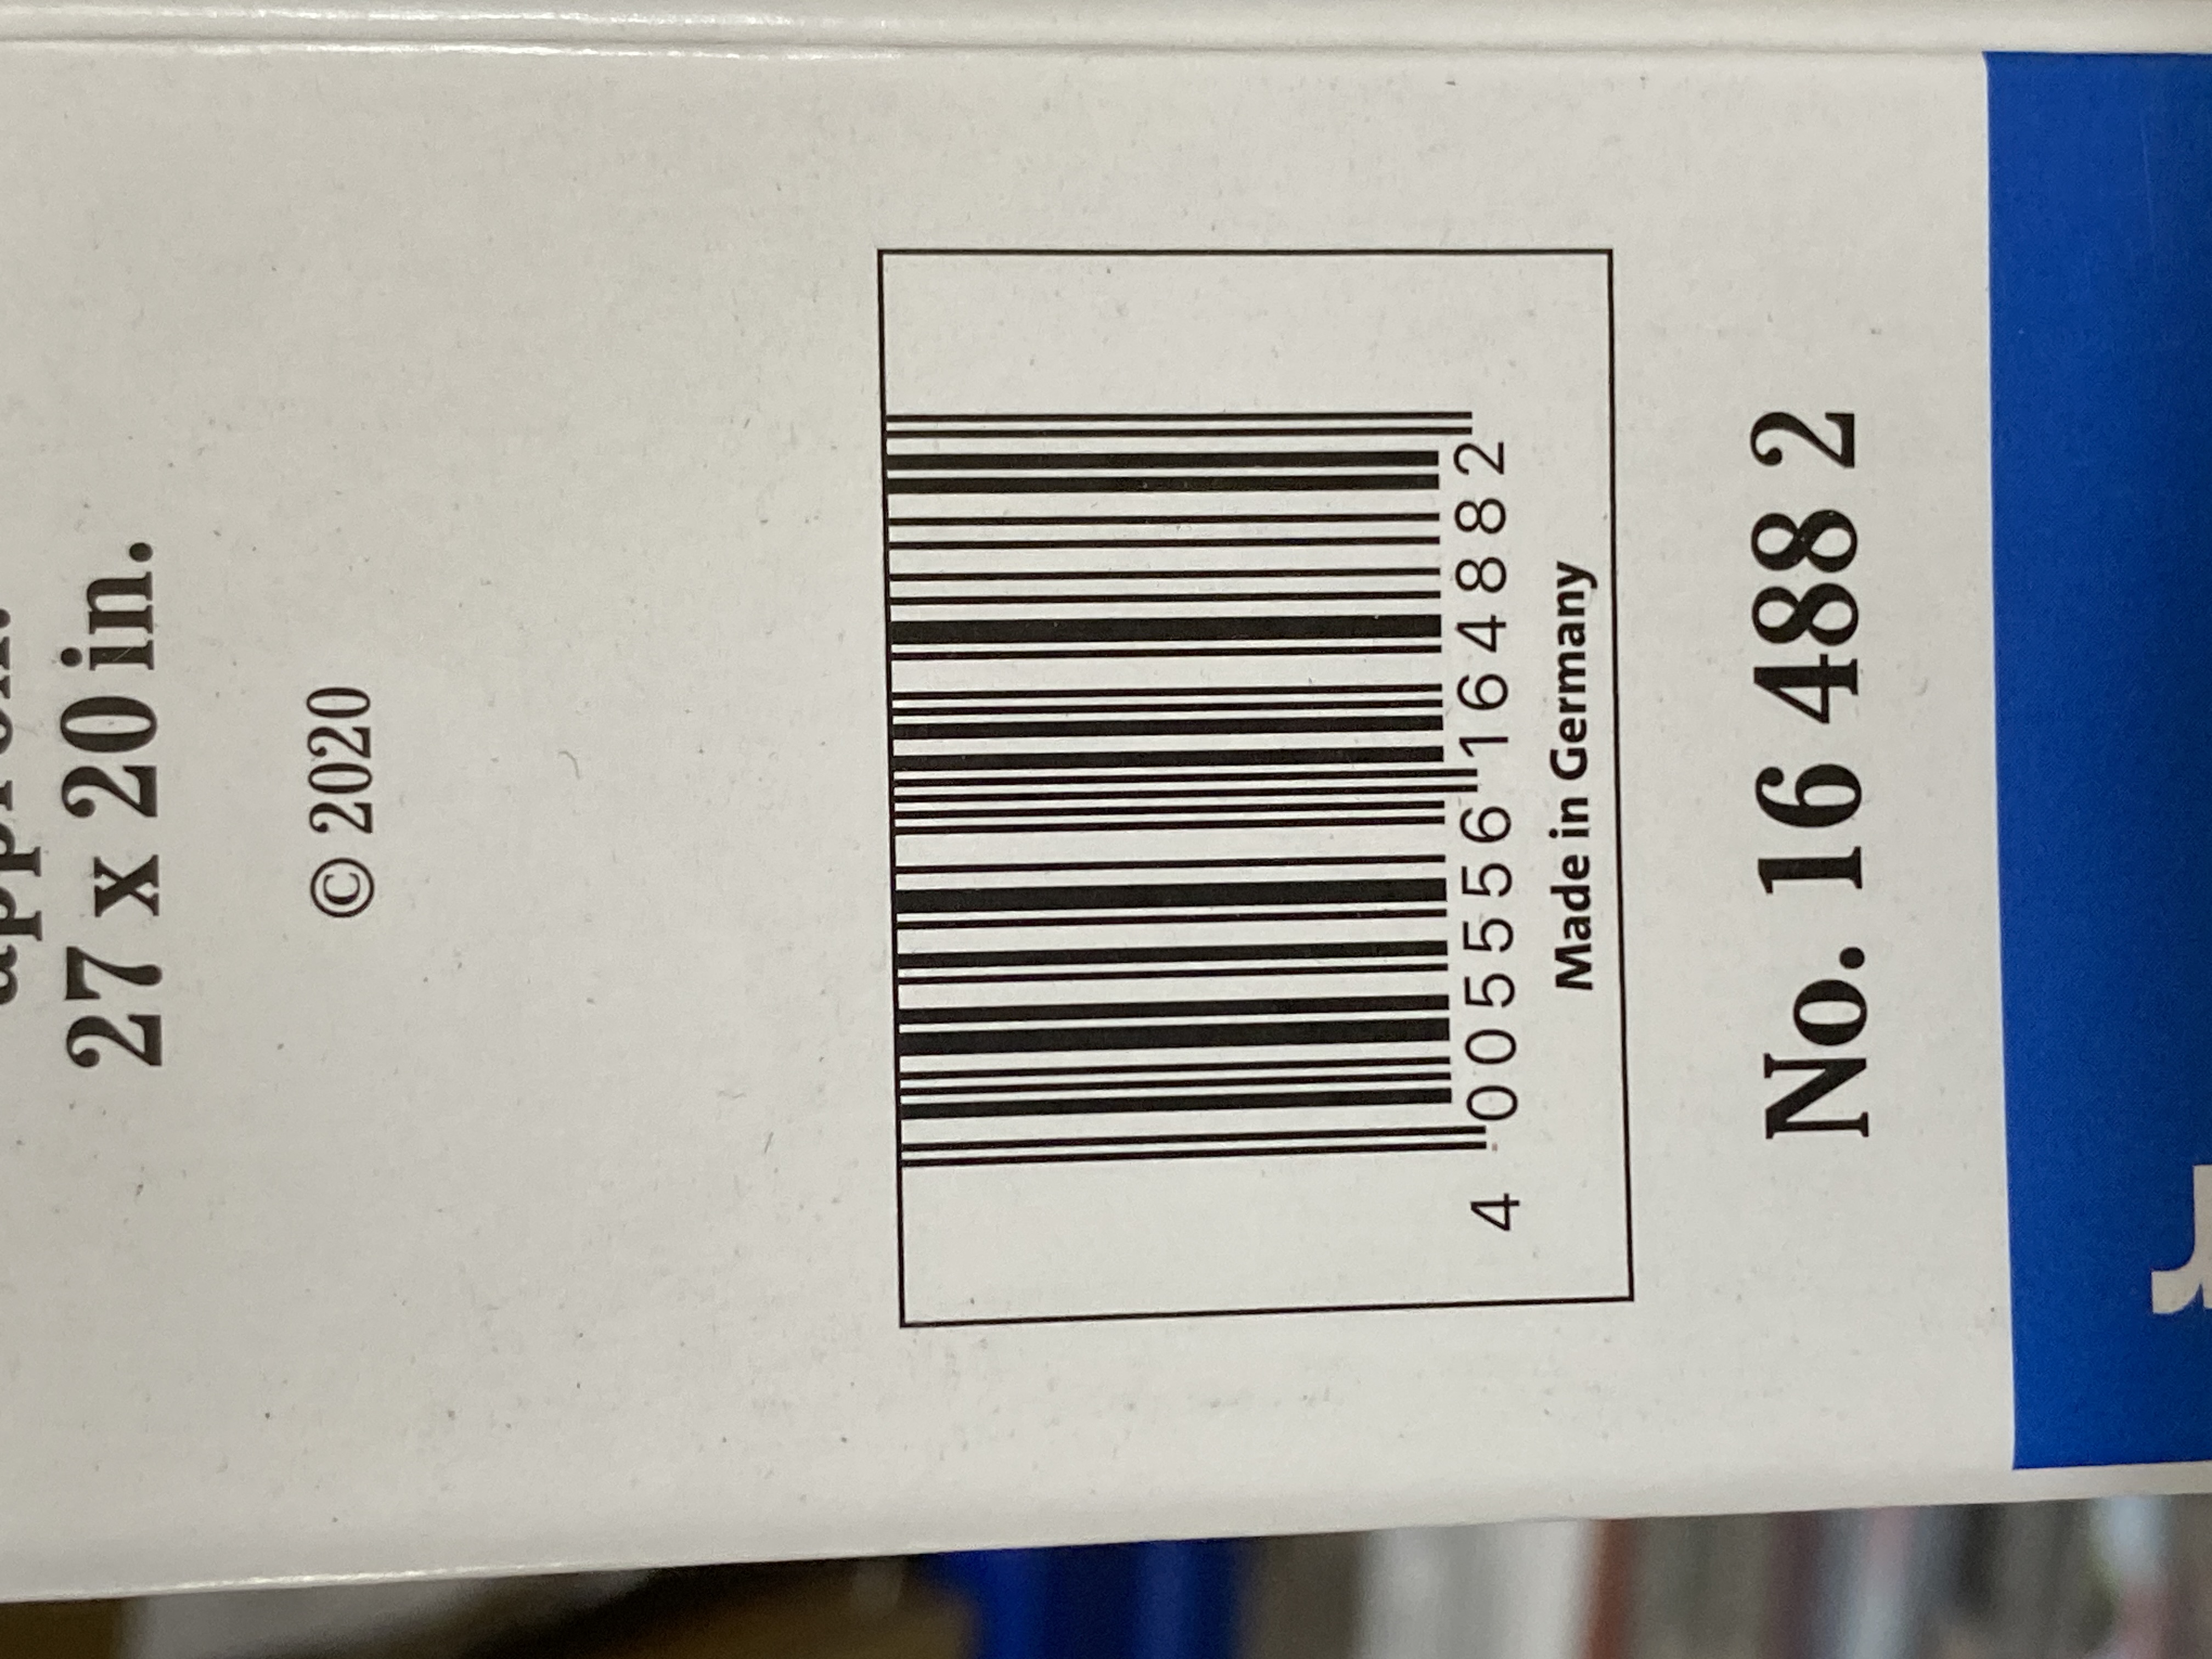 27 x 20 in.
© 2020
4 005556 164882
Made in Germany
No. 16 488 2